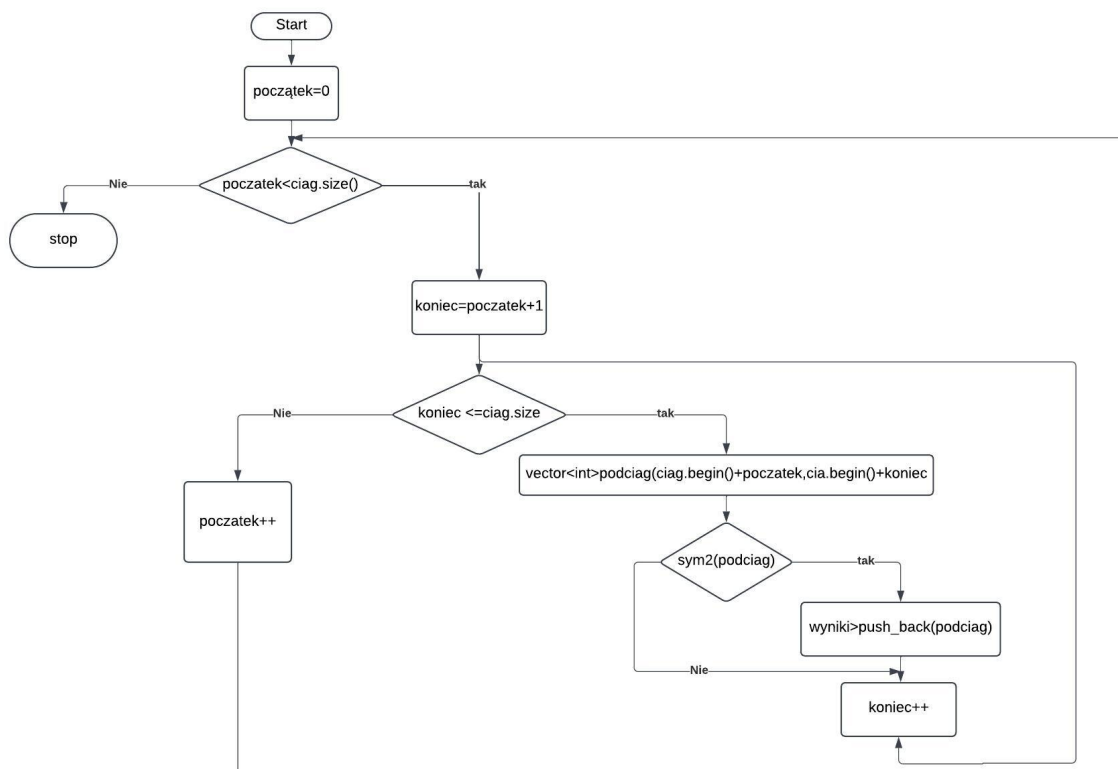 Start
początek=0
poczatek<ciag.size()
Nie
tak
stop
koniec=poczatek+1
koniec <=ciag.size
Nie
tak
vector<int>podciag(ciag.begin()+poczatek,cia.begin()+koniec
poczatek++
sym2(podciag)
tak
wyniki>push_back(podciag)
Nie
koniec++